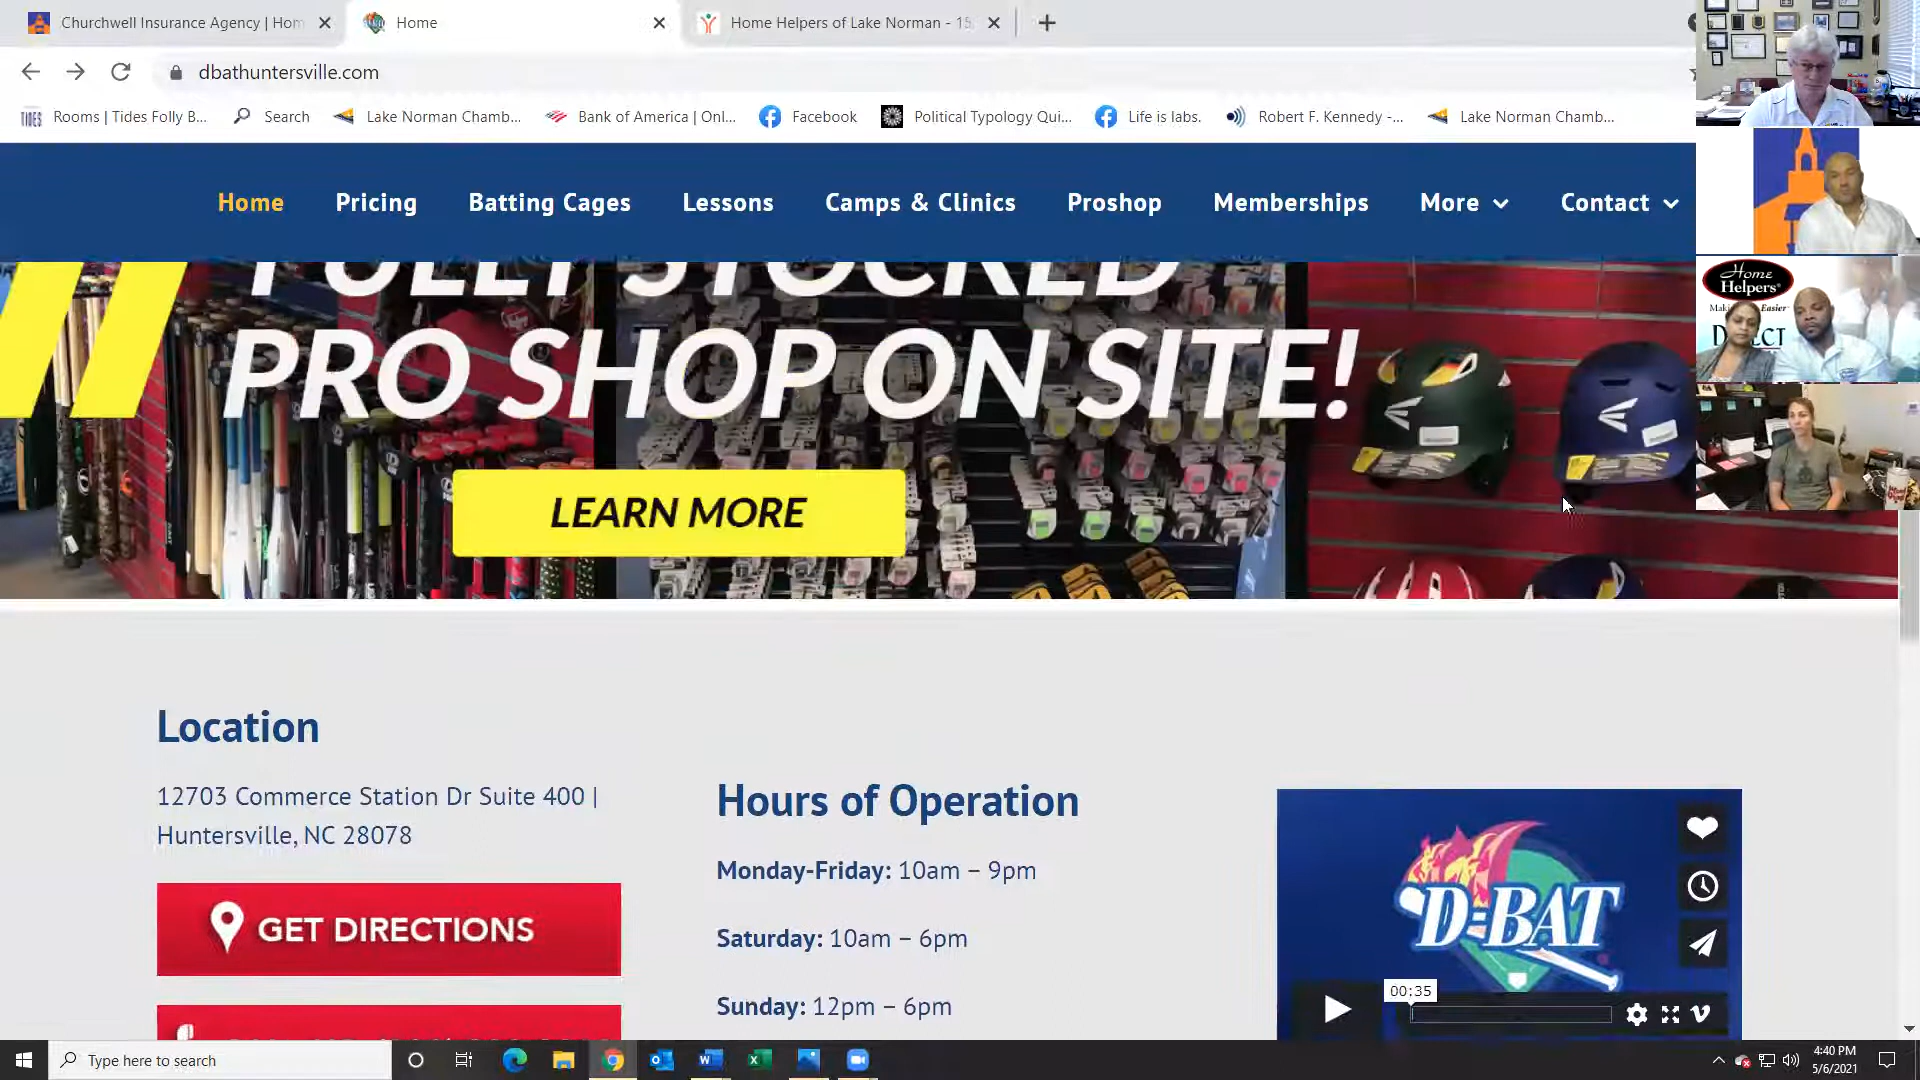 Churchwell Insurance Agency | Hom
Home
Home Helpers of Lake Norman - 15
dbathuntersville.com
Rooms | Tides Folly B...
Search
Lake Norman Chamb...
Bank of America | Onl...
Facebook
Political Typology Qui...
Life is labs.
Robert F. Kennedy -...
Lake Norman Chamb...
Home
Pricing
Batting Cages
Lessons
Camps & Clinics
Proshop
Memberships
More
Contact
Home
Helpers®
Easier
FULLY STOCKED
PRO SHOP ON SITE!
LEARN MORE
Location
12703 Commerce Station Dr Suite 400 |
Huntersville, NC 28078
GET DIRECTIONS
Hours of Operation
Monday-Friday: 10am – 9pm
Saturday: 10am – 6pm
Sunday: 12pm – 6pm
D-BAT
00:35
Type here to search
4:40 PM
5/6/2021